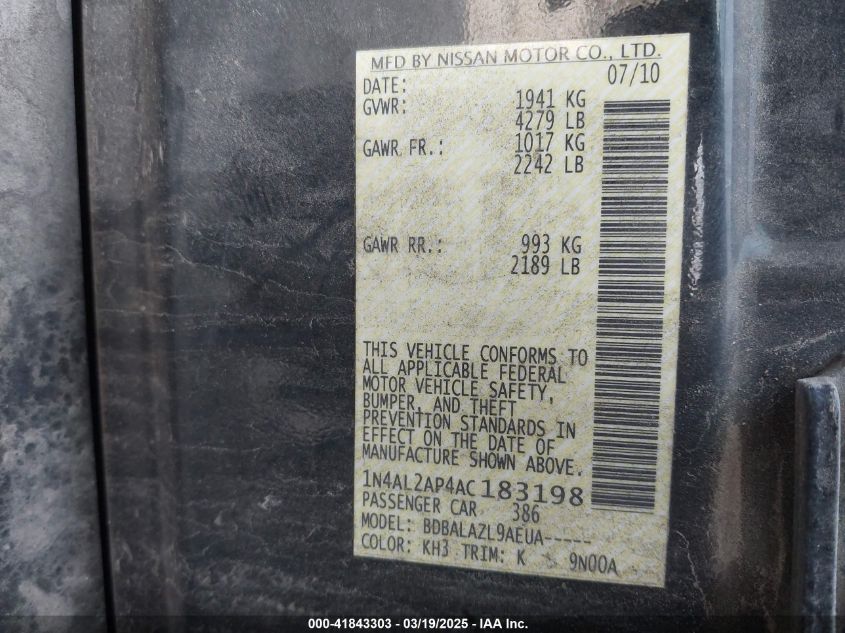 MFD BY NISSAN MOTOR CO., LTD.
DATE: 07/10
GVWR: 1941 KG
4279 LB
GAWR FR.: 1017 KG
2242 LB
GAWR RR.: 993 KG
2189 LB
THIS VEHICLE CONFORMS TO
ALL APPLICABLE FEDERAL
MOTOR VEHICLE SAFETY,
BUMPER, AND THEFT
PREVENTION STANDARDS IN
EFFECT ON THE DATE OF
MANUFACTURE SHOWN ABOVE.
1N4AL2AP4AC183198
PASSENGER CAR 386
MODEL: BDBALAZL9AEUA-----
COLOR: KH3 TRIM: K 9N00A
000-41843303 - 03/19/2025 - IAA Inc.